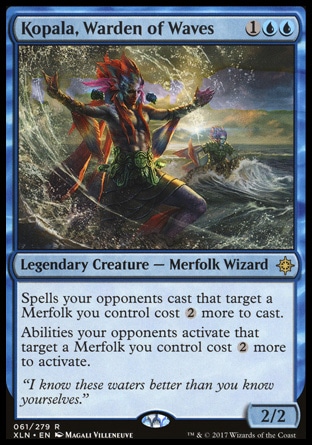 Kopala, Warden of Waves 1
Legendary Creature — Merfolk Wizard
Spells your opponents cast that target a
Merfolk you control cost 2 more to cast.
Abilities your opponents activate that
target a Merfolk you control cost 2 more
to activate.
"I know these waters better than you know
yourselves."
2/2
061/279 R
XLN • EN Magali Villeneuve
™ & © 2017 Wizards of the Coast